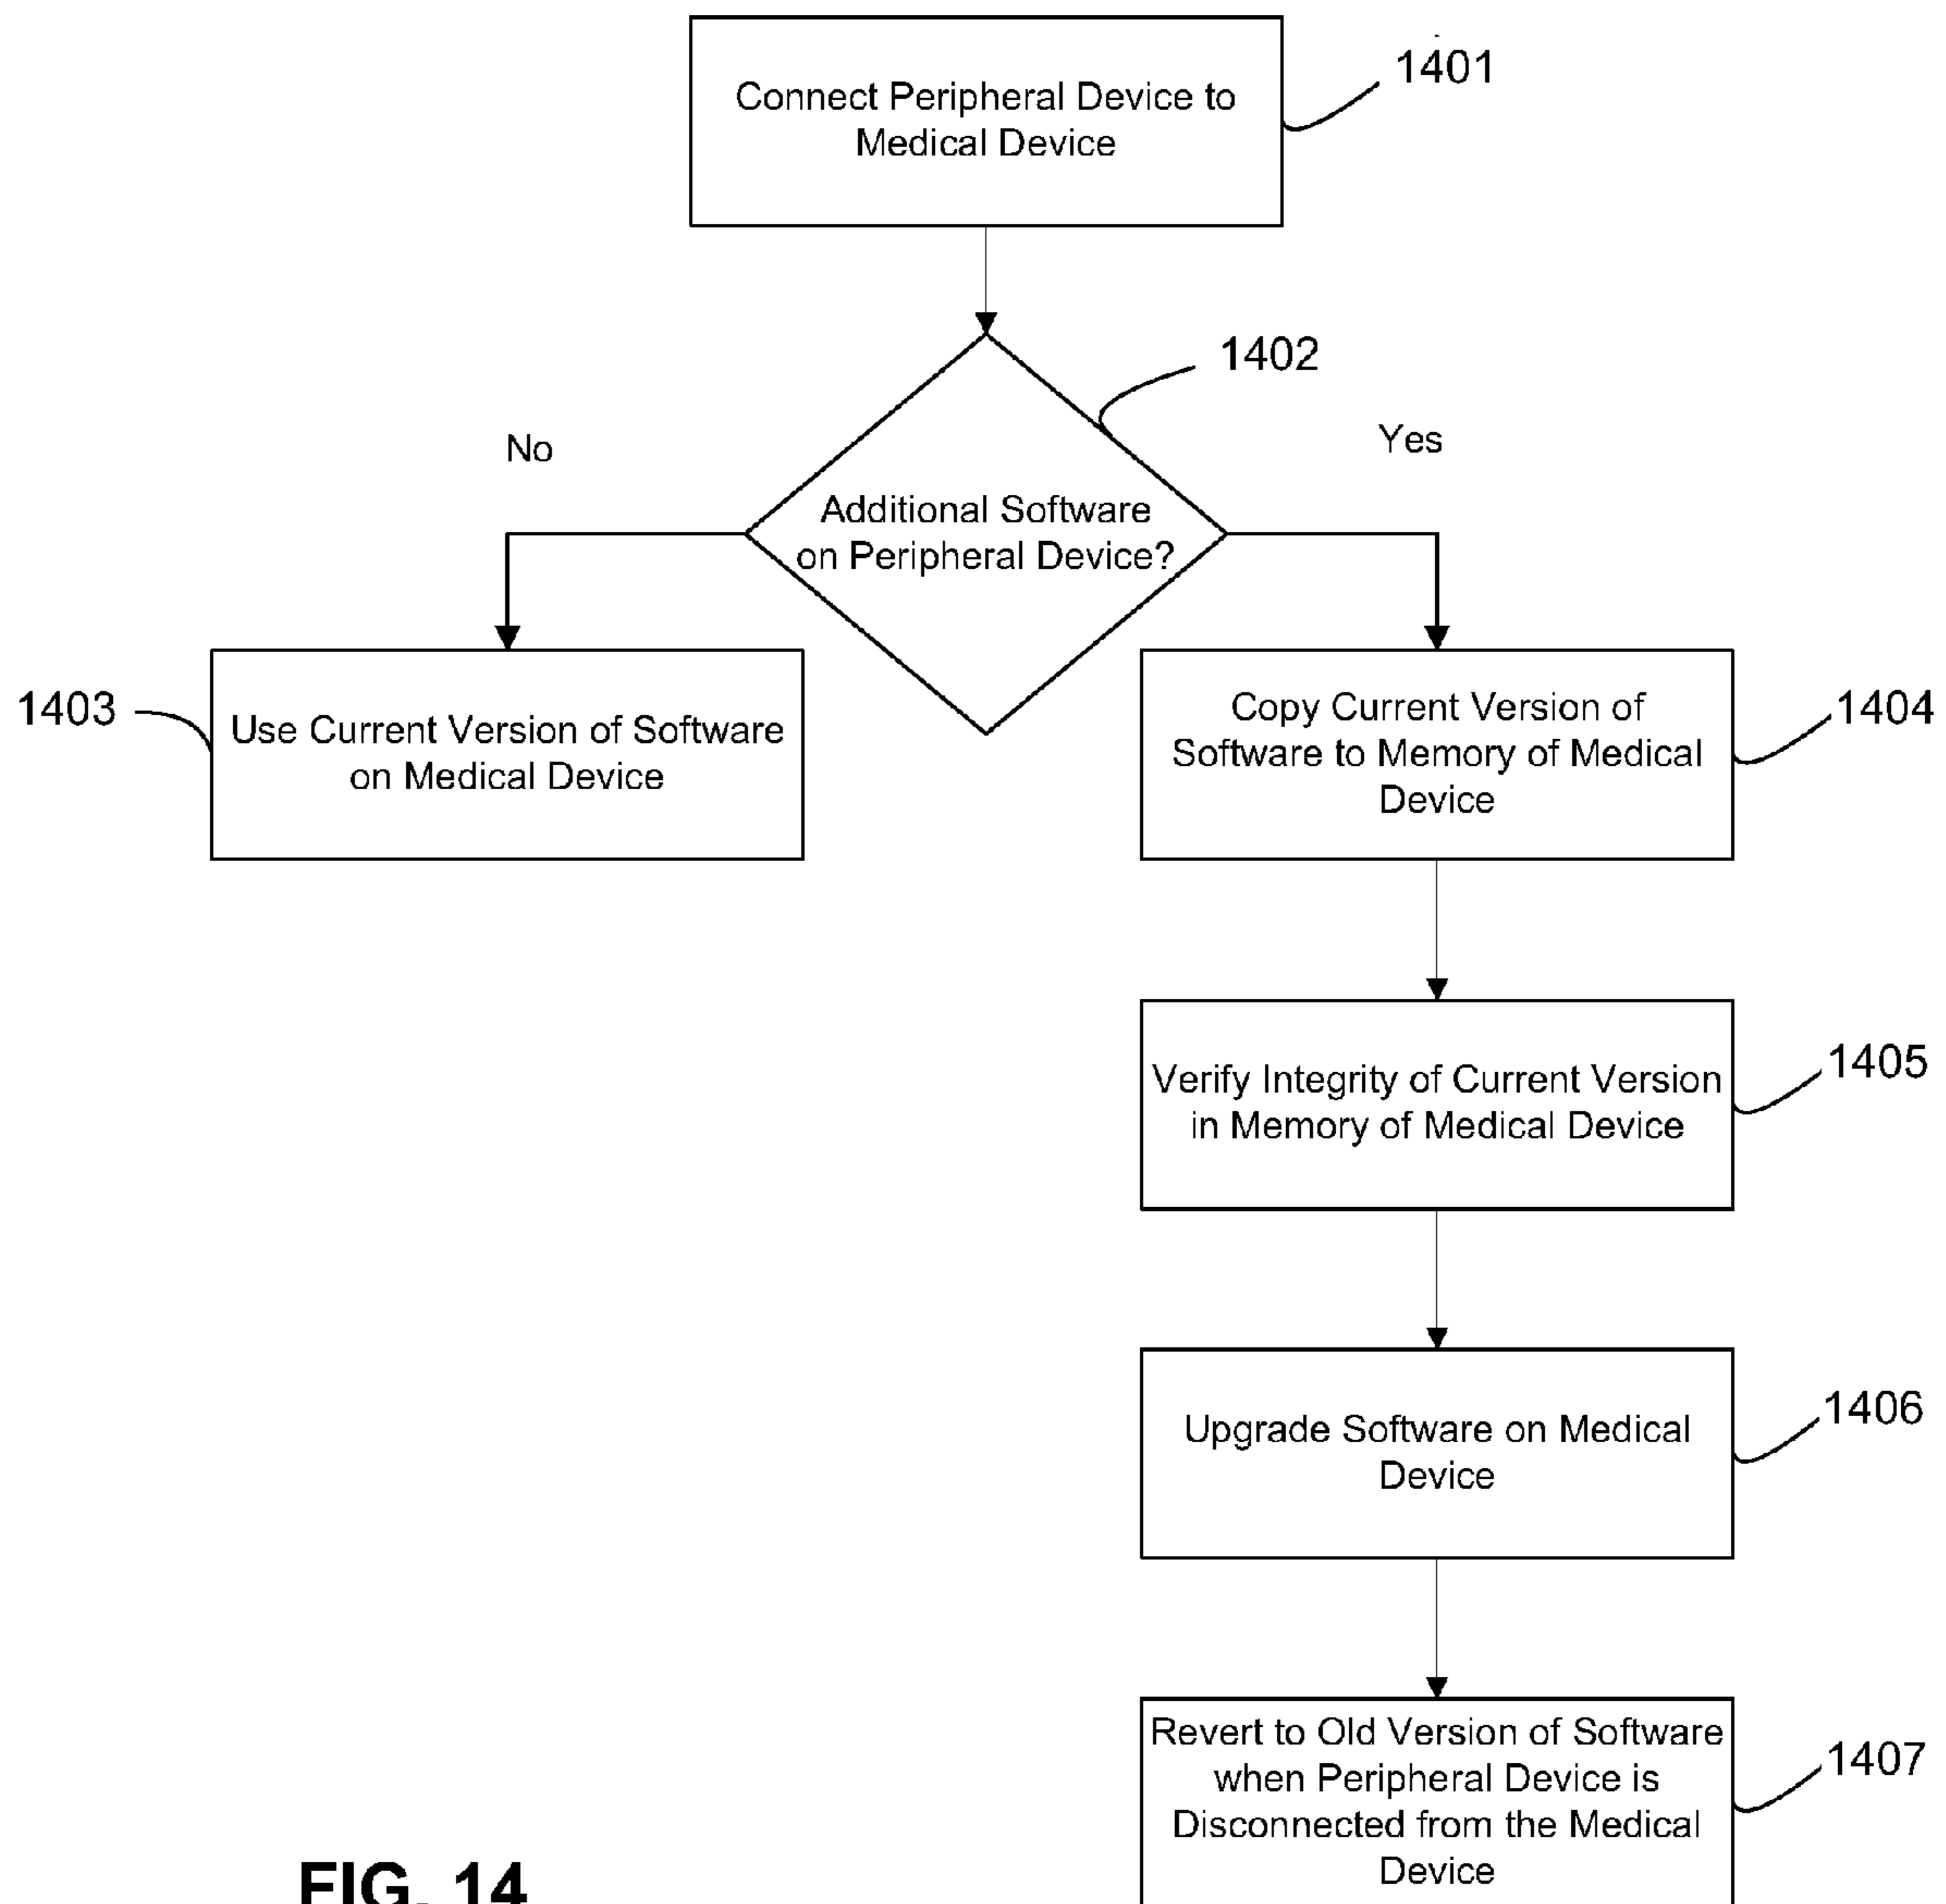 Connect Peripheral Device to
Medical Device
1401
1402
No
Yes
Additional Software
on Peripheral Device?
1403
Use Current Version of Software
on Medical Device
Copy Current Version of
Software to Memory of Medical
Device
1404
Verify Integrity of Current Version
in Memory of Medical Device
1405
Upgrade Software on Medical
Device
1406
Revert to Old Version of Software
when Peripheral Device is
Disconnected from the Medical
Device
1407
FIG. 14